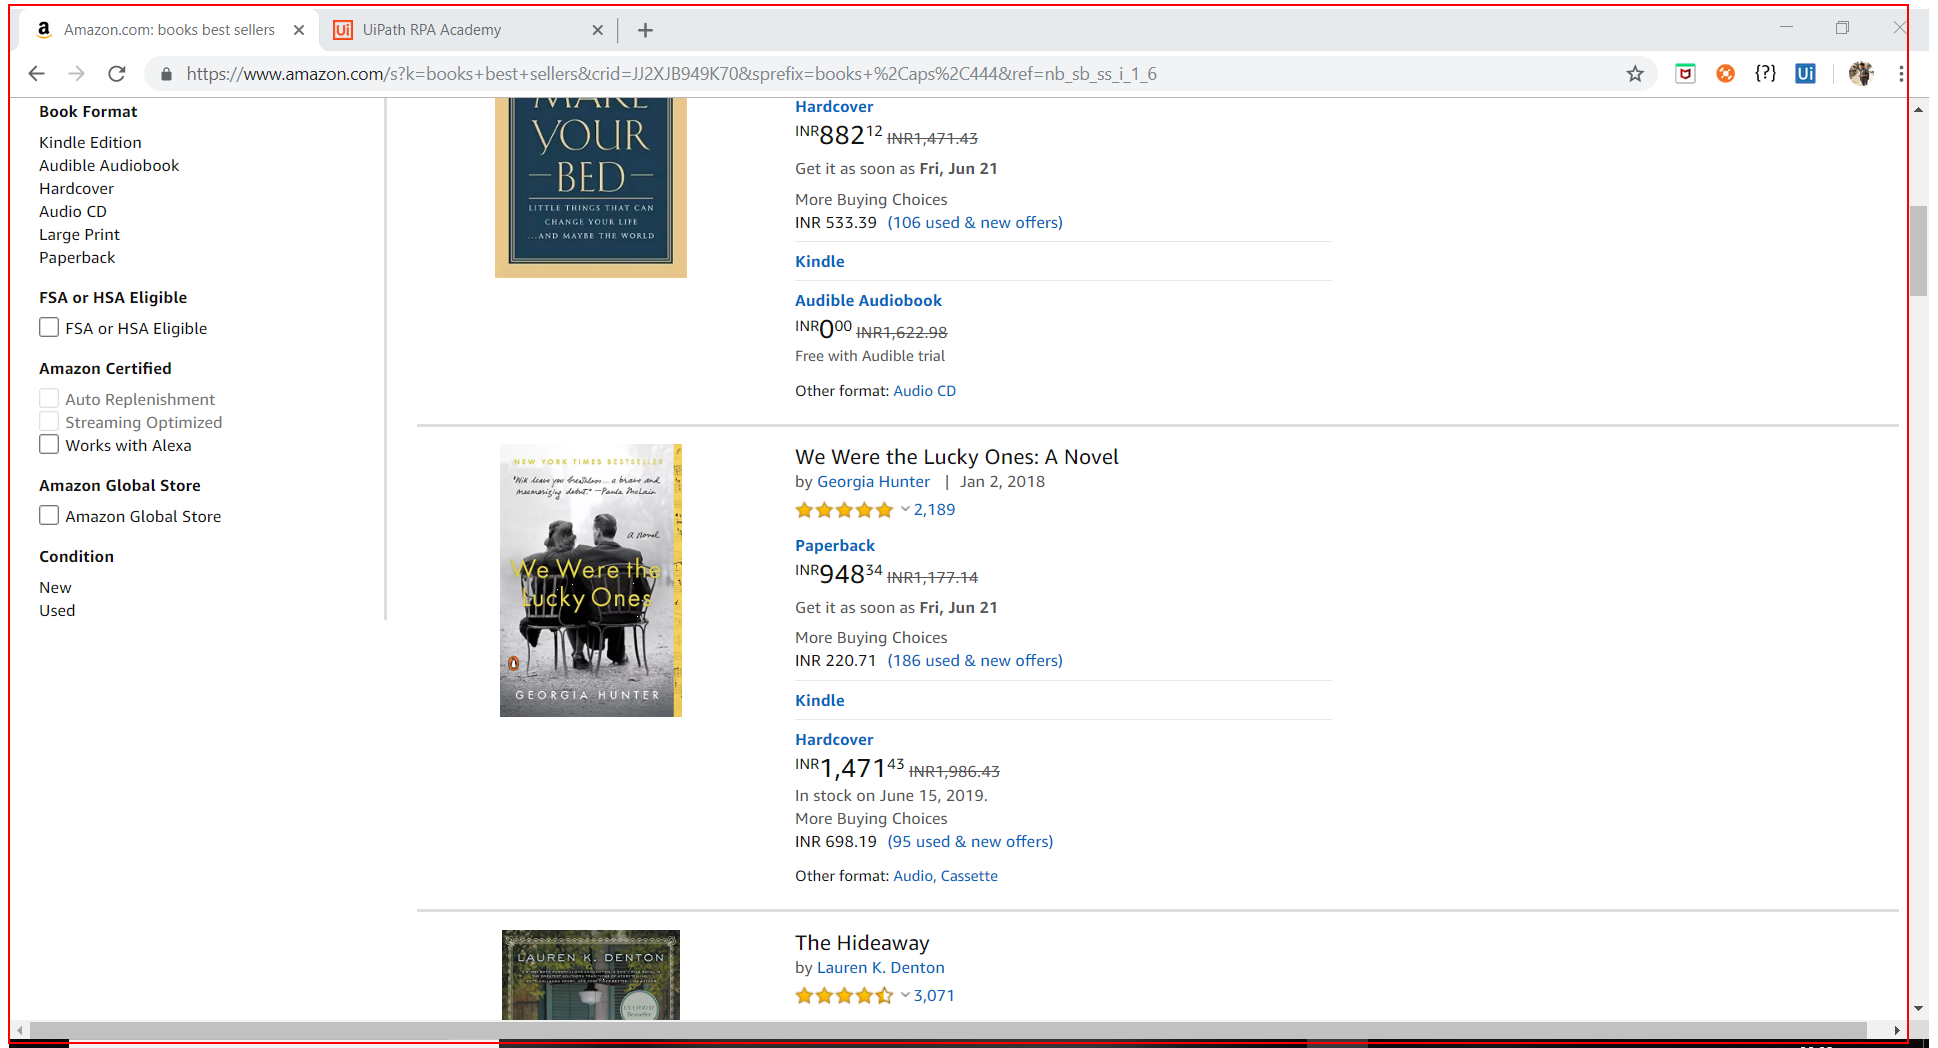 Amazon.com: books best sellers
UiPath RPA Academy
https://www.amazon.com/s?k=books+best+sellers&crid=JJ2XJB949K70&sprefix=books+%2Caps%2C444&ref=nb_sb_ss_i_1_6
{?}
Ui
Book Format
Kindle Edition
Audible Audiobook
Hardcover
Audio CD
Large Print
Paperback
FSA or HSA Eligible
FSA or HSA Eligible
Amazon Certified
Auto Replenishment
Streaming Optimized
Works with Alexa
Amazon Global Store
Amazon Global Store
Condition
New
Used
MAKE
YOUR
BED
LITTLE THINGS THAT CAN
CHANGE YOUR LIFE
...AND MAYBE THE WORLD
Hardcover
INR882 12 INR1,471.43
Get it as soon as Fri, Jun 21
More Buying Choices
INR 533.39 (106 used & new offers)
Kindle
Audible Audiobook
INR0 00 INR1,622.98
Free with Audible trial
Other format: Audio CD
NEW YORK TIMES BESTSELLER
"Will leave you breathless...a brave and
mesmerizing debut." —Paula McLain
a Novel
We Were the
Lucky Ones
GEORGIA HUNTER
We Were the Lucky Ones: A Novel
by Georgia Hunter | Jan 2, 2018
2,189
Paperback
INR948 34 INR1,177.14
Get it as soon as Fri, Jun 21
More Buying Choices
INR 220.71 (186 used & new offers)
Kindle
Hardcover
INR1,471 43 INR1,986.43
In stock on June 15, 2019.
More Buying Choices
INR 698.19 (95 used & new offers)
Other format: Audio, Cassette
LAUREN K. DENTON
USA TODAY
Bestseller
The Hideaway
by Lauren K. Denton
3,071